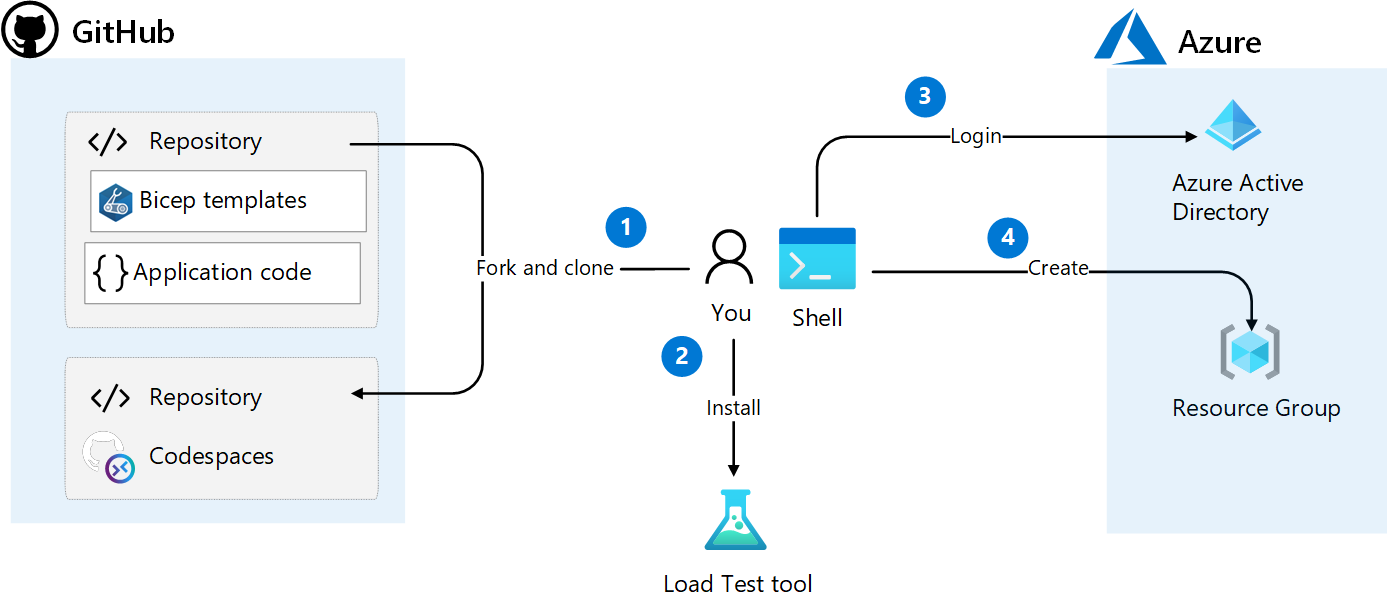 GitHub
Azure
</> Repository
Bicep templates
{ } Application code
</> Repository
Codespaces
1
Fork and clone
You
>_
Shell
2
Install
Load Test tool
3
Login
Azure Active
Directory
4
Create
Resource Group